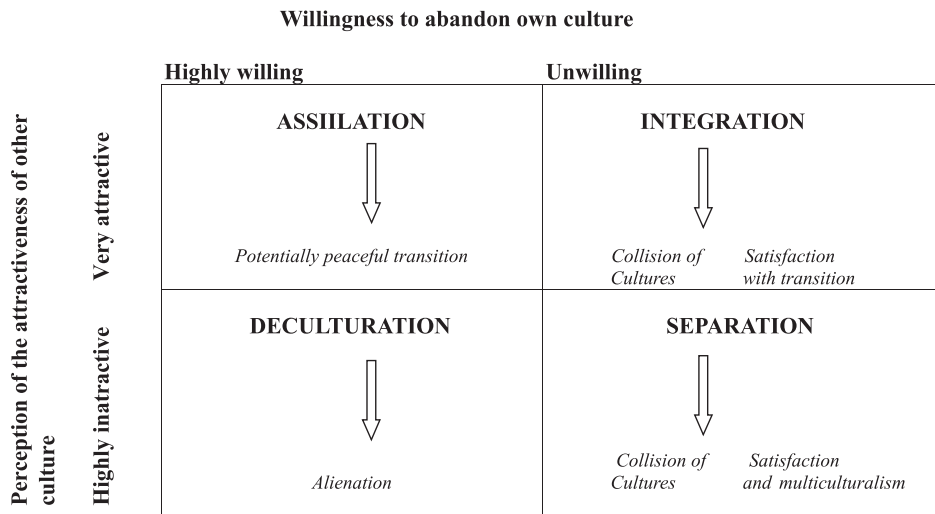 Willingness to abandon own culture
Highly willing
Unwilling
Perception of the attractiveness of other
culture
Very attractive
ASSIILATION
Potentially peaceful transition
INTEGRATION
Collision of
Cultures
Satisfaction
with transition
Highly inatractive
DECULTURATION
Alienation
SEPARATION
Collision of
Cultures
Satisfaction
and multiculturalism